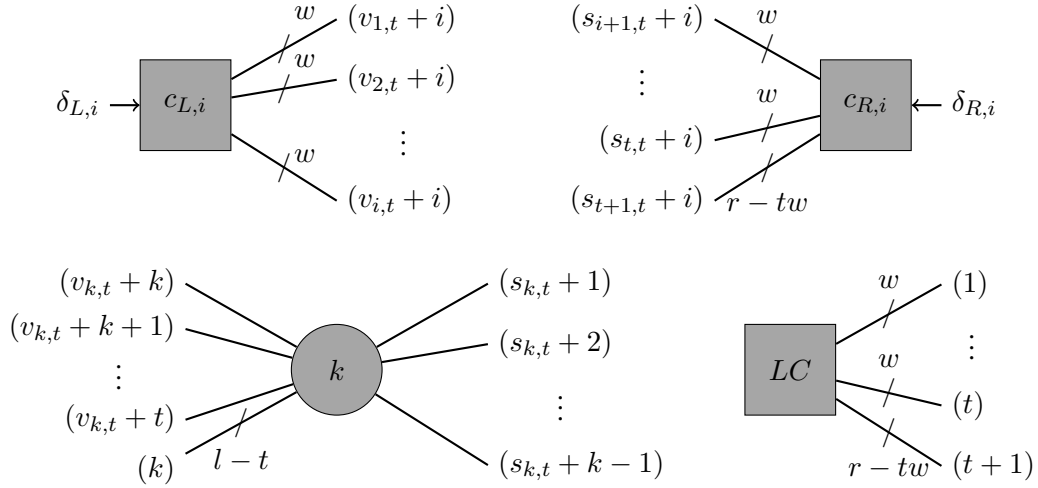 w (v_{1,t} + i)
w (v_{2,t} + i)
δ_{L,i} c_{L,i} ⋮
w (v_{i,t} + i)
(s_{i+1,t} + i) w
⋮
w c_{R,i} δ_{R,i}
(s_{t,t} + i)
(s_{t+1,t} + i) r − tw
(v_{k,t} + k)
(v_{k,t} + k + 1)
⋮
(v_{k,t} + t)
(k) l − t
k
(s_{k,t} + 1)
(s_{k,t} + 2)
⋮
(s_{k,t} + k − 1)
LC
w (1)
⋮
w (t)
r − tw (t + 1)